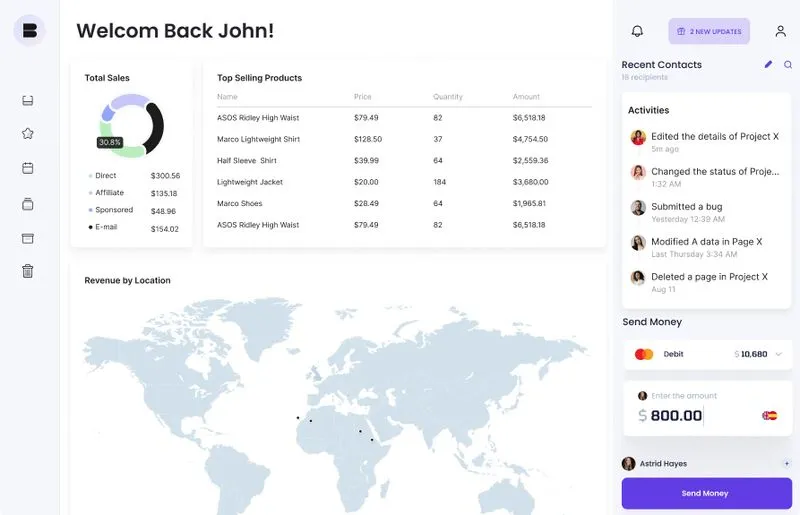 Welcom Back John!
2 NEW UPDATES
Total Sales
30.8%
Direct $300.56
Affilliate $135.18
Sponsored $48.96
E-mail $154.02
Top Selling Products
Name Price Quantity Amount
ASOS Ridley High Waist $79.49 82 $6,518.18
Marco Lightweight Shirt $128.50 37 $4,754.50
Half Sleeve Shirt $39.99 64 $2,559.36
Lightweight Jacket $20.00 184 $3,680.00
Marco Shoes $28.49 64 $1,965.81
ASOS Ridley High Waist $79.49 82 $6,518.18
Revenue by Location
Recent Contacts
18 recipients
Activities
Edited the details of Project X
5m ago
Changed the status of Proje...
1:32 AM
Submitted a bug
Yesterday 12:39 AM
Modified A data in Page X
Last Thursday 3:34 AM
Deleted a page in Project X
Aug 11
Send Money
Debit $ 10,680
Enter the amount
$ 800.00
Astrid Hayes
Send Money